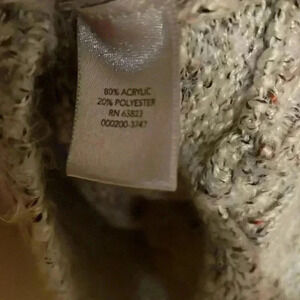 80% ACRYLIC
20% POLYESTER
RN 63823
000200-3747